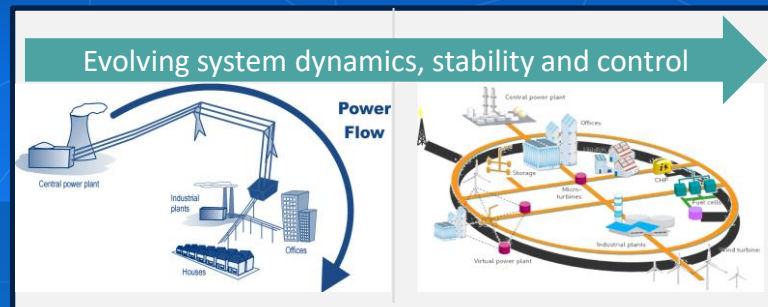 Evolving system dynamics, stability and control
Power
Flow
Central power plant
Industrial
plants
Offices
Houses
Central power plant
Offices
Storage
Micro-
turbines
CHP
Fuel cells
Industrial plants
Wind turbines
Virtual power plant